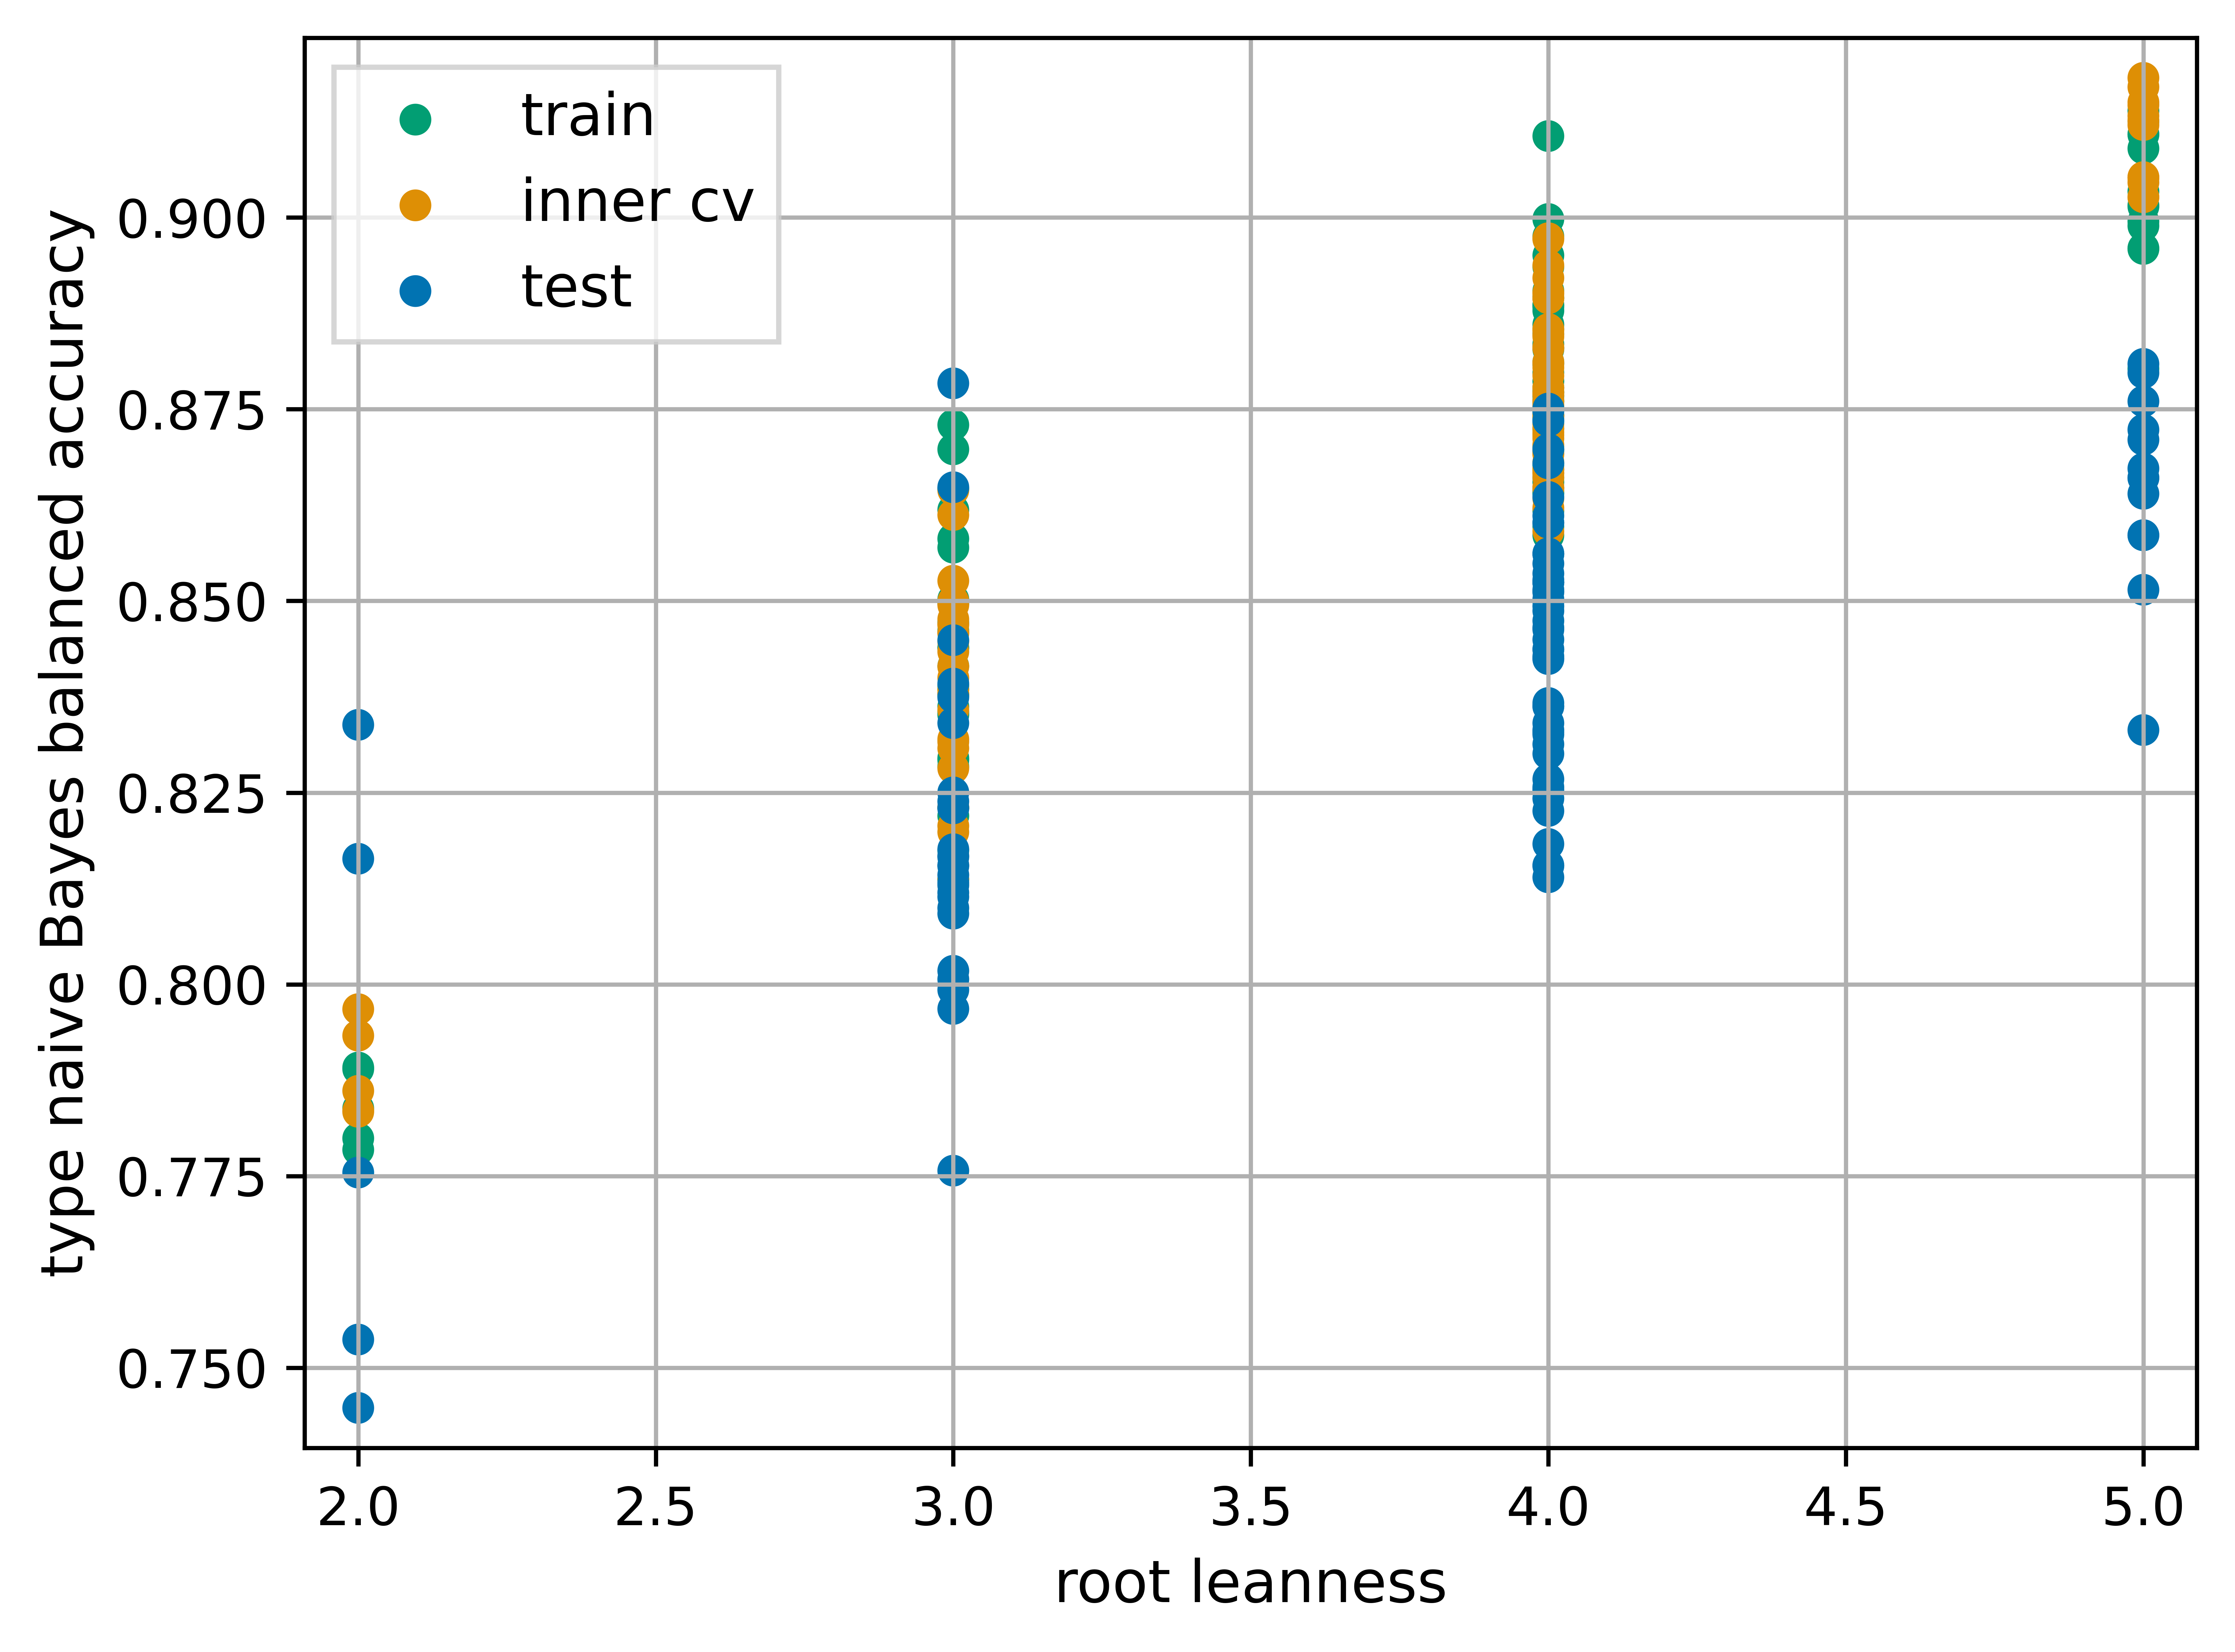 train
inner cv
test
type naive Bayes balanced accuracy
0.900
0.875
0.850
0.825
0.800
0.775
0.750
2.0 2.5 3.0 3.5 4.0 4.5 5.0
root leanness